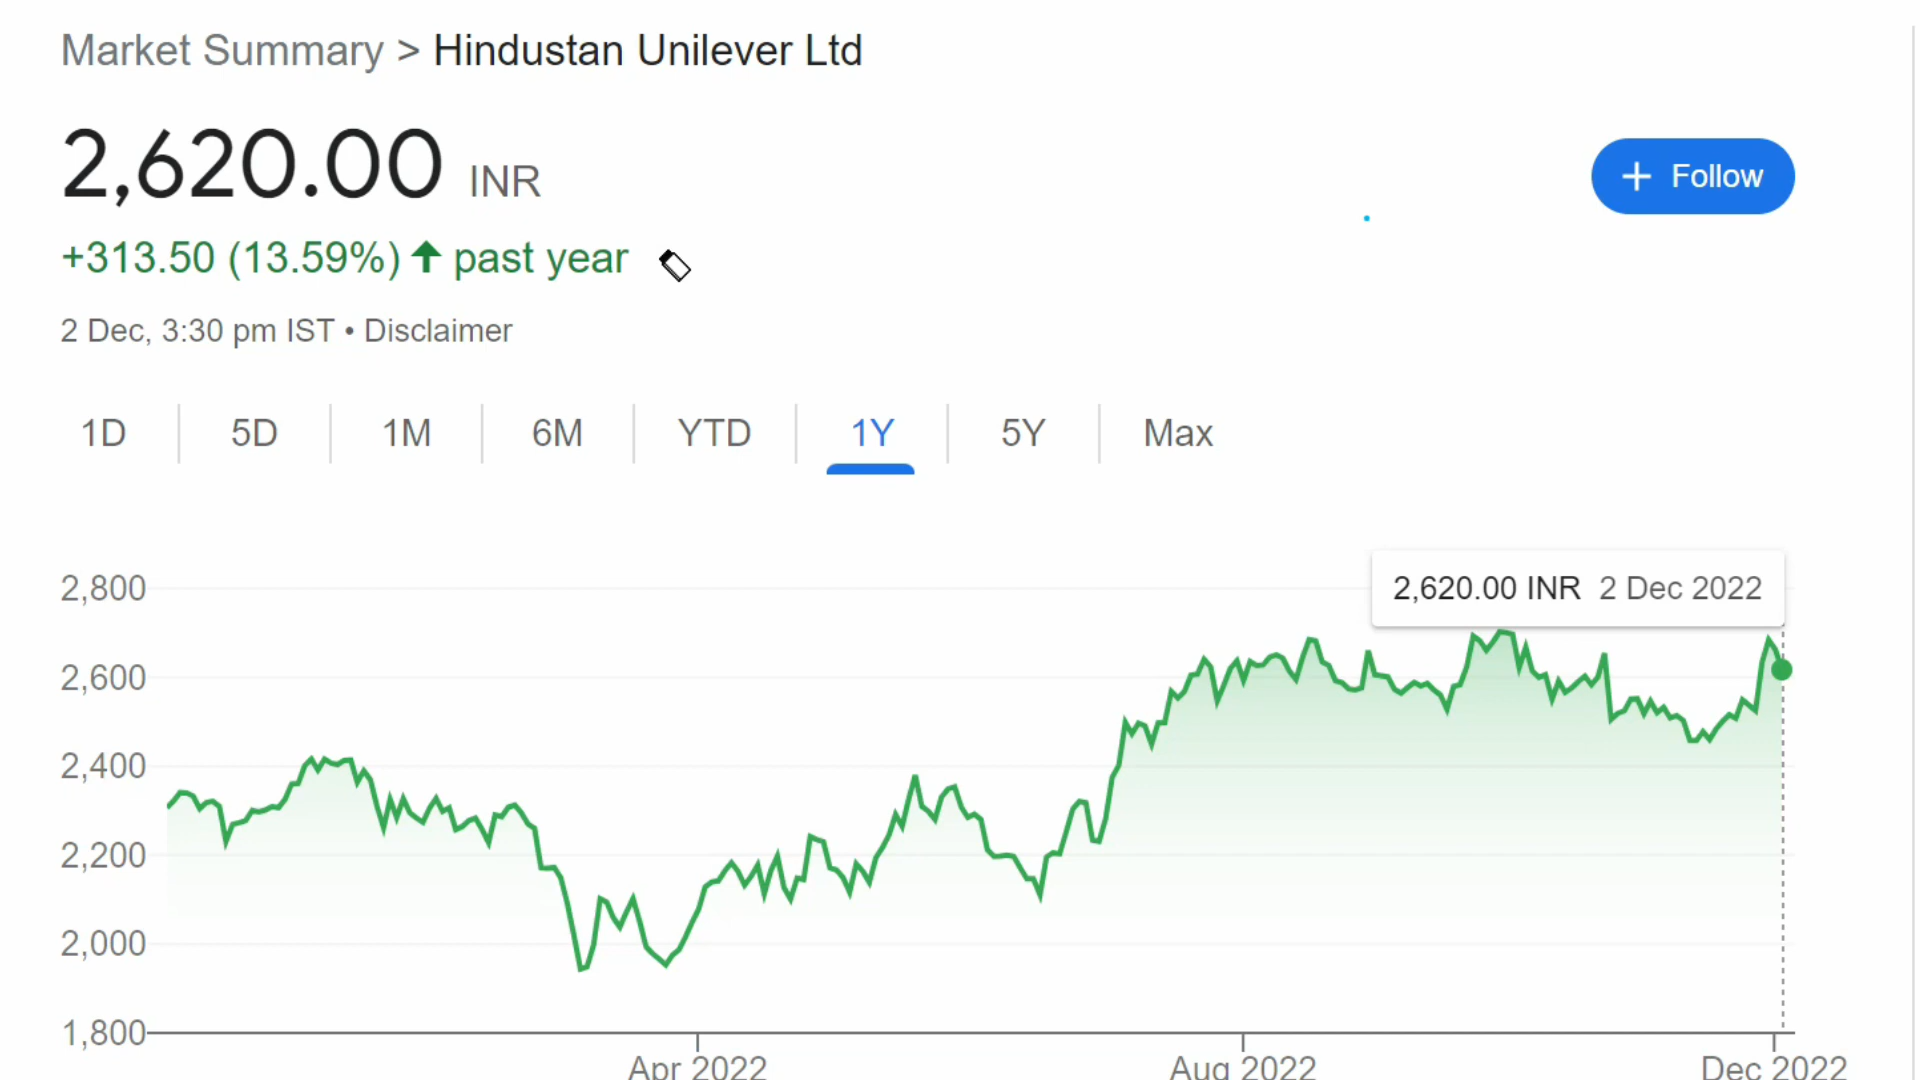 Market Summary > Hindustan Unilever Ltd
2,620.00 INR
+ Follow
+313.50 (13.59%) ↑ past year
2 Dec, 3:30 pm IST • Disclaimer
1D 5D 1M 6M YTD 1Y 5Y Max
2,620.00 INR 2 Dec 2022
2,800
2,600
2,400
2,200
2,000
1,800
Apr 2022 Aug 2022 Dec 2022